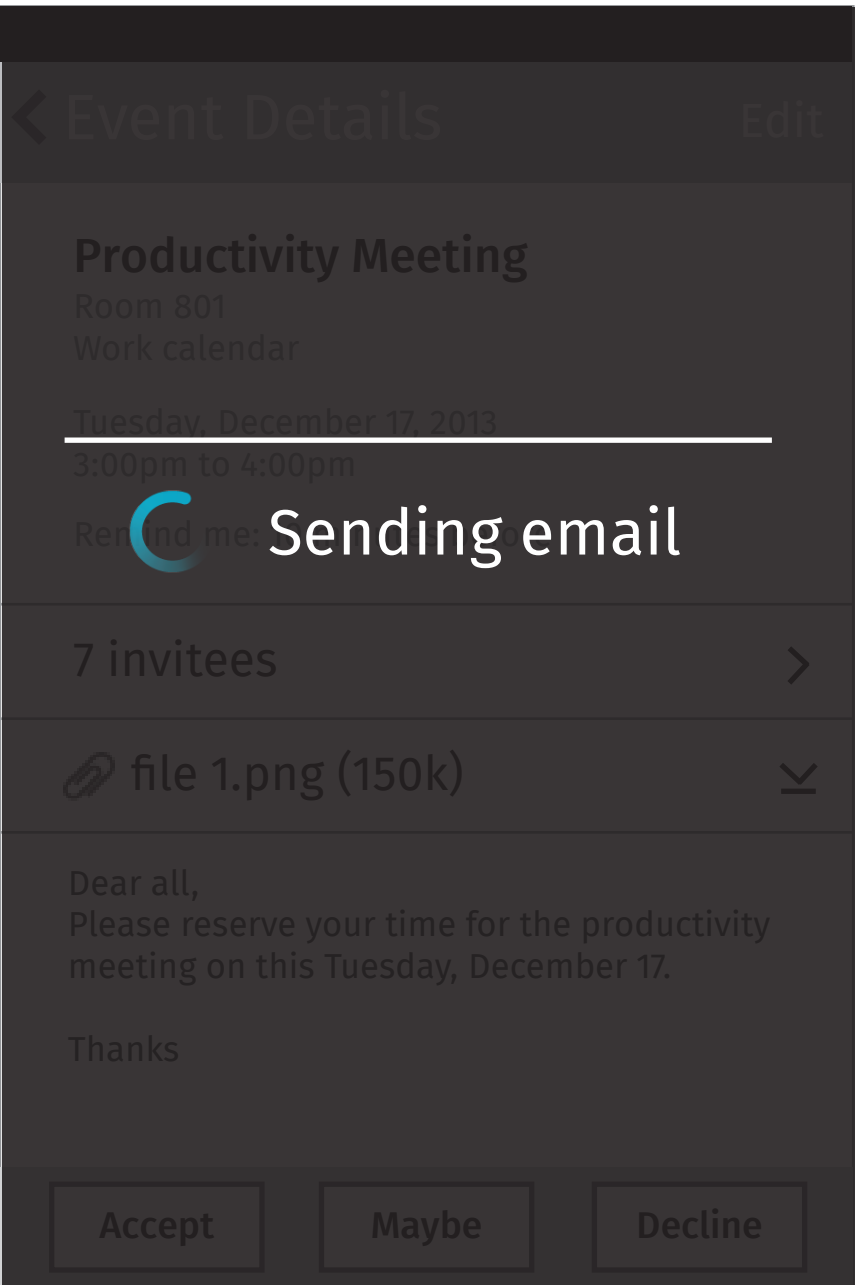 Event Details
Edit
Productivity Meeting
Room 801
Work calendar
Tuesday, December 17, 2013
3:00pm to 4:00pm
Remind me:
Sending email
7 invitees
file 1.png (150k)
Dear all,
Please reserve your time for the productivity
meeting on this Tuesday, December 17.
Thanks
Accept
Maybe
Decline